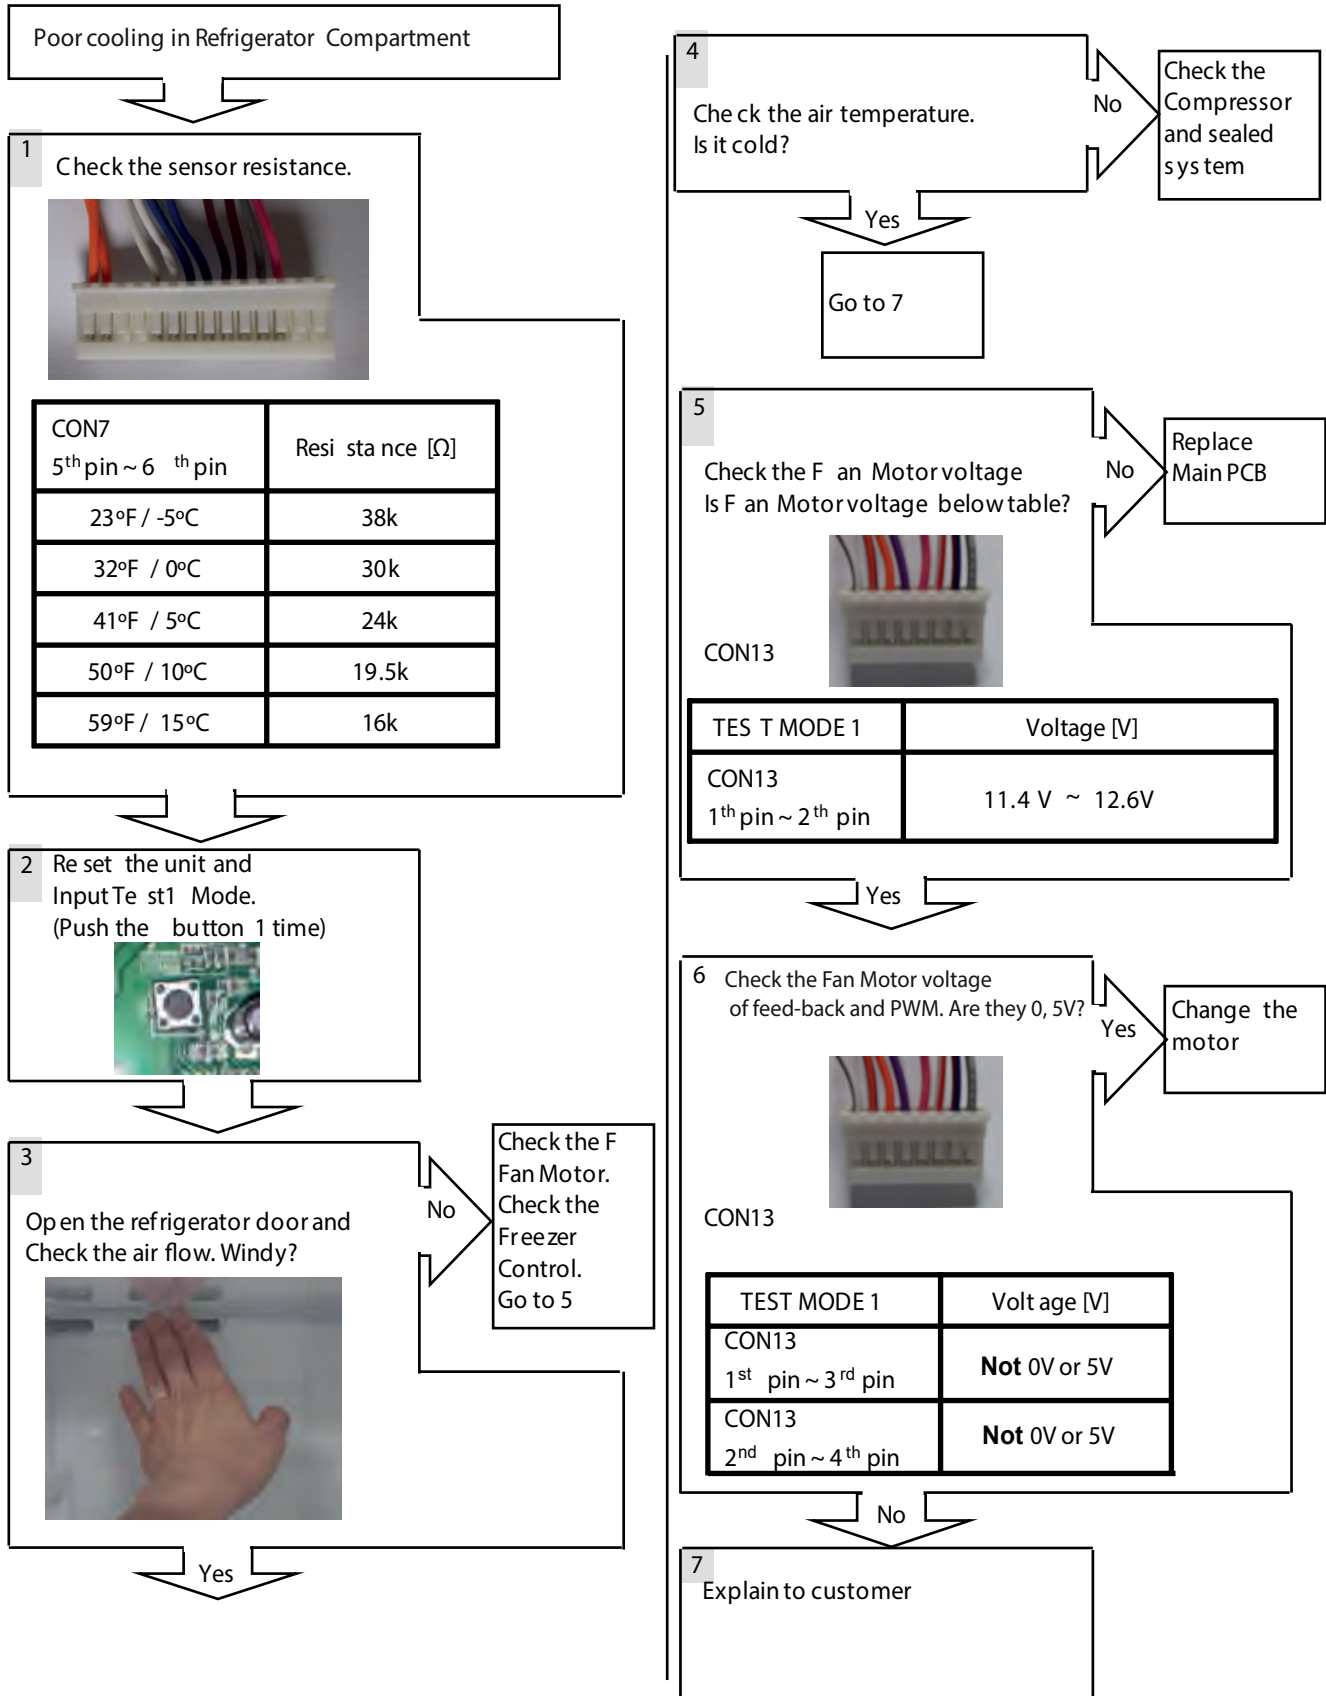 Poor cooling in Refrigerator Compartment
1
Check the sensor resistance.
CON7
5th pin ~ 6 th pin
Resi sta nce [Ω]
23ºF / -5ºC
38k
32ºF / 0ºC
30k
41ºF / 5ºC
24k
50ºF / 10ºC
19.5k
59ºF / 15ºC
16k
2
Re set the unit and
Input Te st1 Mode.
(Push the button 1 time)
3
Open the refrigerator door and
Check the air flow. Windy?
No
Check the F
Fan Motor.
Check the
Freezer
Control.
Go to 5
Yes
4
Che ck the air temperature.
Is it cold?
No
Check the
Compressor
and sealed
sys tem
Yes
Go to 7
5
Check the F an Motor voltage
Is F an Motor voltage below table?
No
Replace
Main PCB
CON13
TES T MODE 1
Voltage [V]
CON13
1th pin ~ 2th pin
11.4 V ~ 12.6V
Yes
6
Check the Fan Motor voltage
of feed-back and PWM. Are they 0, 5V?
Yes
Change the
motor
CON13
TEST MODE 1
Volt age [V]
CON13
1st pin ~ 3rd pin
Not 0V or 5V
CON13
2nd pin ~ 4th pin
Not 0V or 5V
No
7
Explain to customer